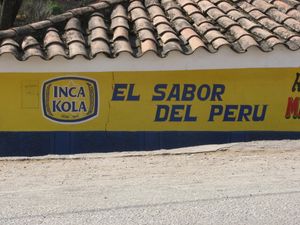 INCA
KOLA
EL SABOR
DEL PERU